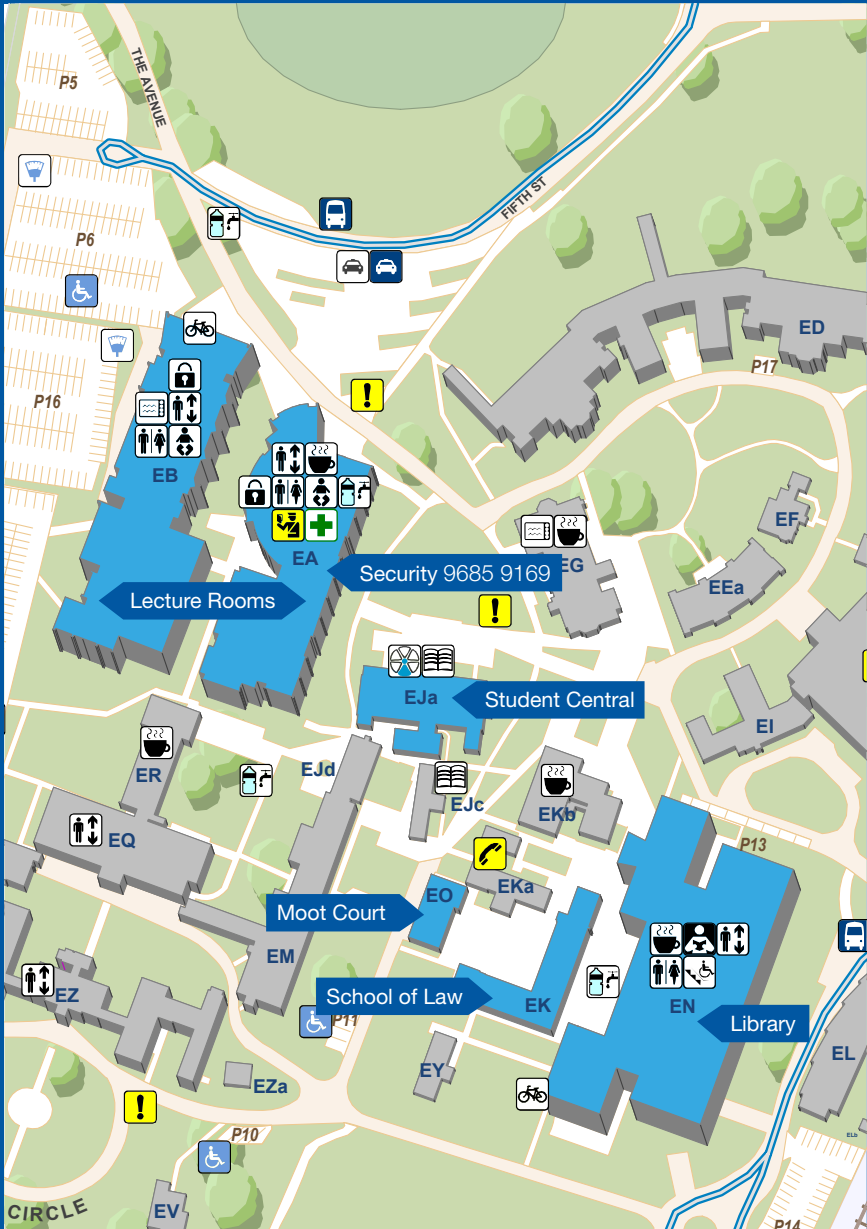 P5
THE AVENUE
FIFTH ST
P6
ED
P17
P16
EB
EF
EA
EG
EEa
Security 9685 9169
Lecture Rooms
EJa
Student Central
EI
ER
EJd
EJc
EKb
EQ
P13
EKa
EO
Moot Court
EM
School of Law
EZ
EK
EN
P11
Library
EL
EY
EZa
P10
ELb
EV
CIRCLE
P14